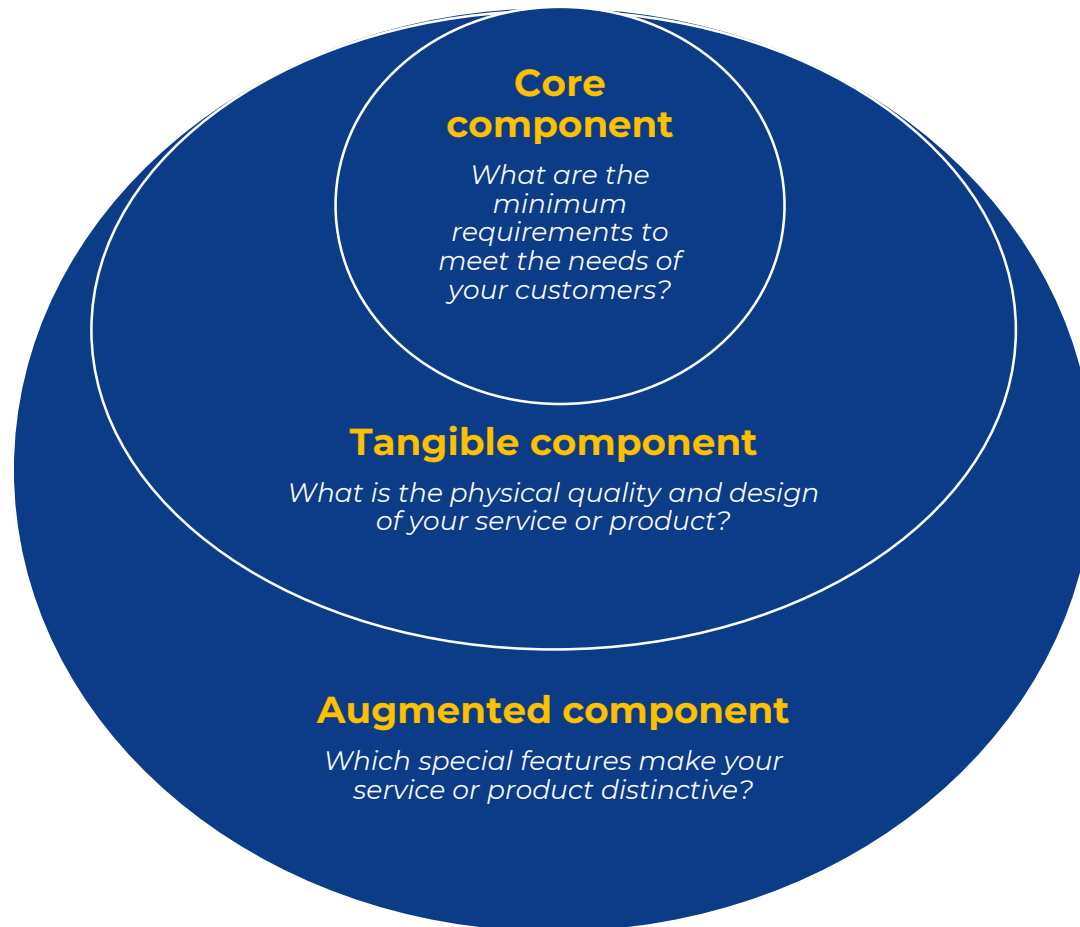 Core
component
What are the
minimum
requirements to
meet the needs of
your customers?
Tangible component
What is the physical quality and design
of your service or product?
Augmented component
Which special features make your
service or product distinctive?